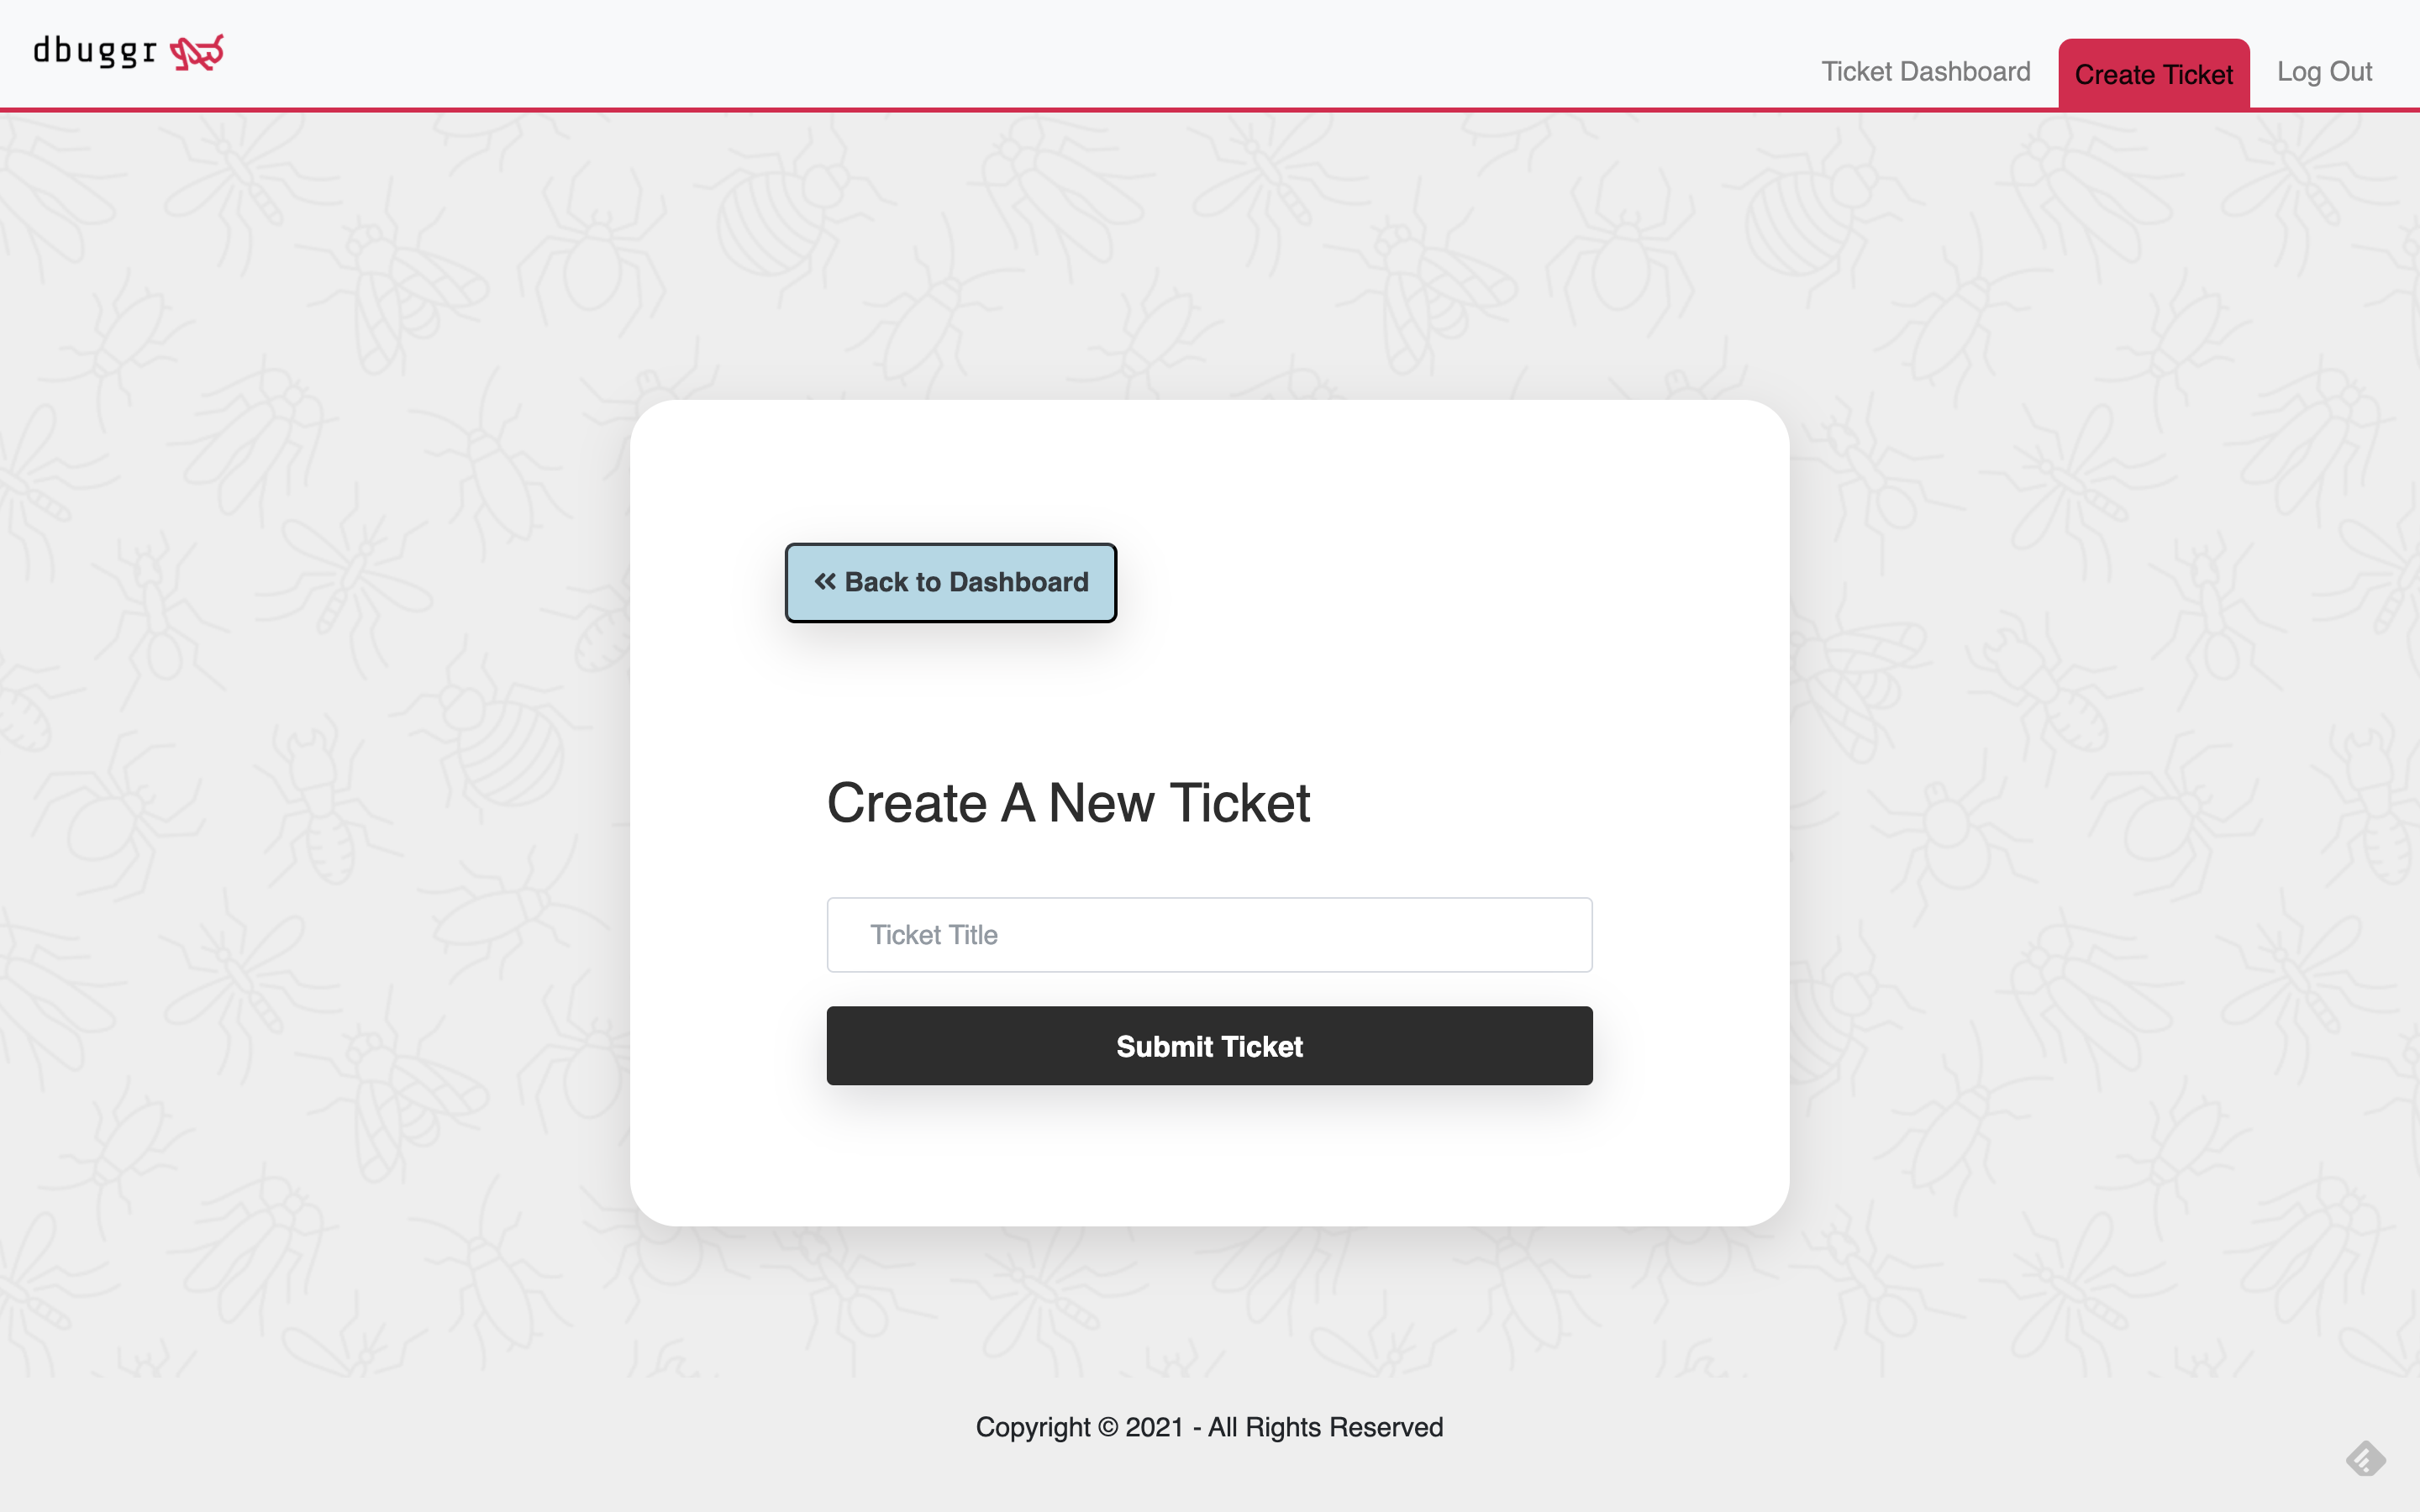 dbuggr
Ticket Dashboard
Create Ticket
Log Out
Back to Dashboard
Create A New Ticket
Ticket Title
Submit Ticket
Copyright © 2021 - All Rights Reserved